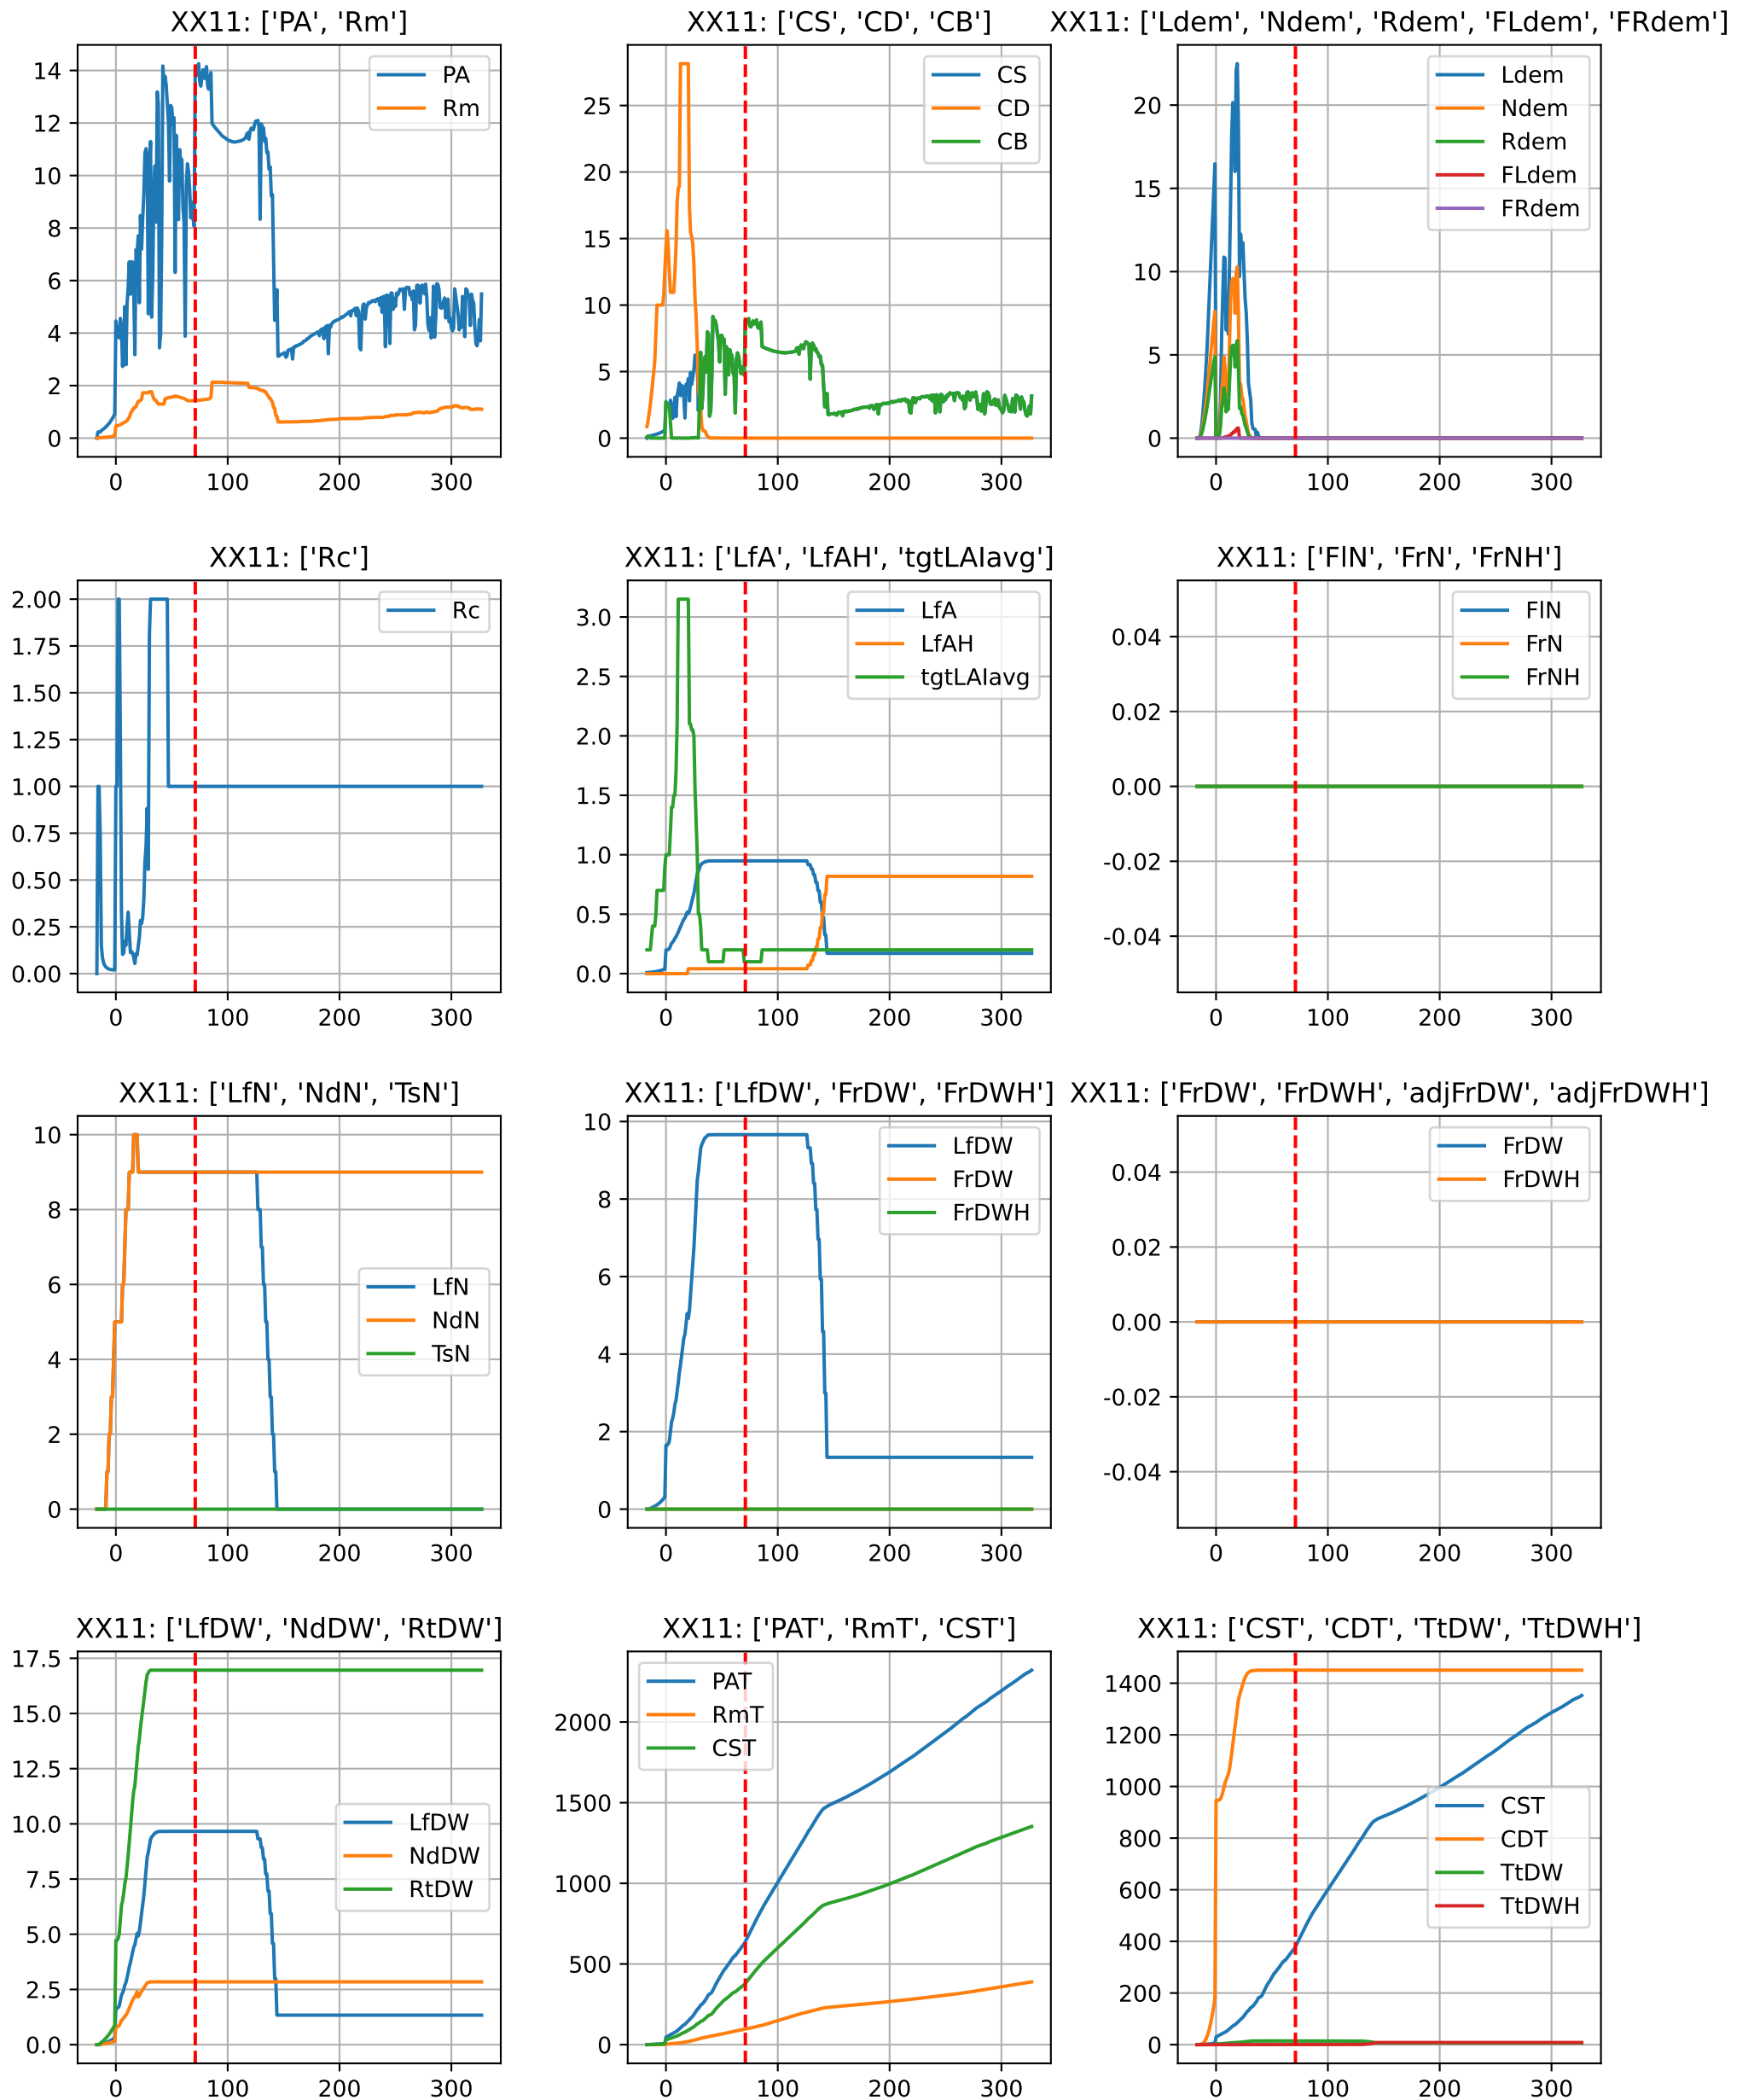 XX11: ['PA', 'Rm']
XX11: ['CS', 'CD', 'CB']
XX11: ['Ldem', 'Ndem', 'Rdem', 'FLdem', 'FRdem']
14
12
10
8
6
4
2
0
0 100 200 300
PA
Rm
25
20
15
10
5
0
0 100 200 300
CS
CD
CB
20
15
10
5
0
0 100 200 300
Ldem
Ndem
Rdem
FLdem
FRdem
XX11: ['Rc']
XX11: ['LfA', 'LfAH', 'tgtLAIavg']
XX11: ['FlN', 'FrN', 'FrNH']
2.00
1.75
1.50
1.25
1.00
0.75
0.50
0.25
0.00
0 100 200 300
Rc
3.0
2.5
2.0
1.5
1.0
0.5
0.0
0 100 200 300
LfA
LfAH
tgtLAIavg
0.04
0.02
0.00
-0.02
-0.04
0 100 200 300
FlN
FrN
FrNH
XX11: ['LfN', 'NdN', 'TsN']
XX11: ['LfDW', 'FrDW', 'FrDWH']
XX11: ['FrDW', 'FrDWH', 'adjFrDW', 'adjFrDWH']
10
8
6
4
2
0
0 100 200 300
LfN
NdN
TsN
10
8
6
4
2
0
0 100 200 300
LfDW
FrDW
FrDWH
0.04
0.02
0.00
-0.02
-0.04
0 100 200 300
FrDW
FrDWH
XX11: ['LfDW', 'NdDW', 'RtDW']
XX11: ['PAT', 'RmT', 'CST']
XX11: ['CST', 'CDT', 'TtDW', 'TtDWH']
17.5
15.0
12.5
10.0
7.5
5.0
2.5
0.0
0 100 200 300
LfDW
NdDW
RtDW
2000
1500
1000
500
0
0 100 200 300
PAT
RmT
CST
1400
1200
1000
800
600
400
200
0
0 100 200 300
CST
CDT
TtDW
TtDWH